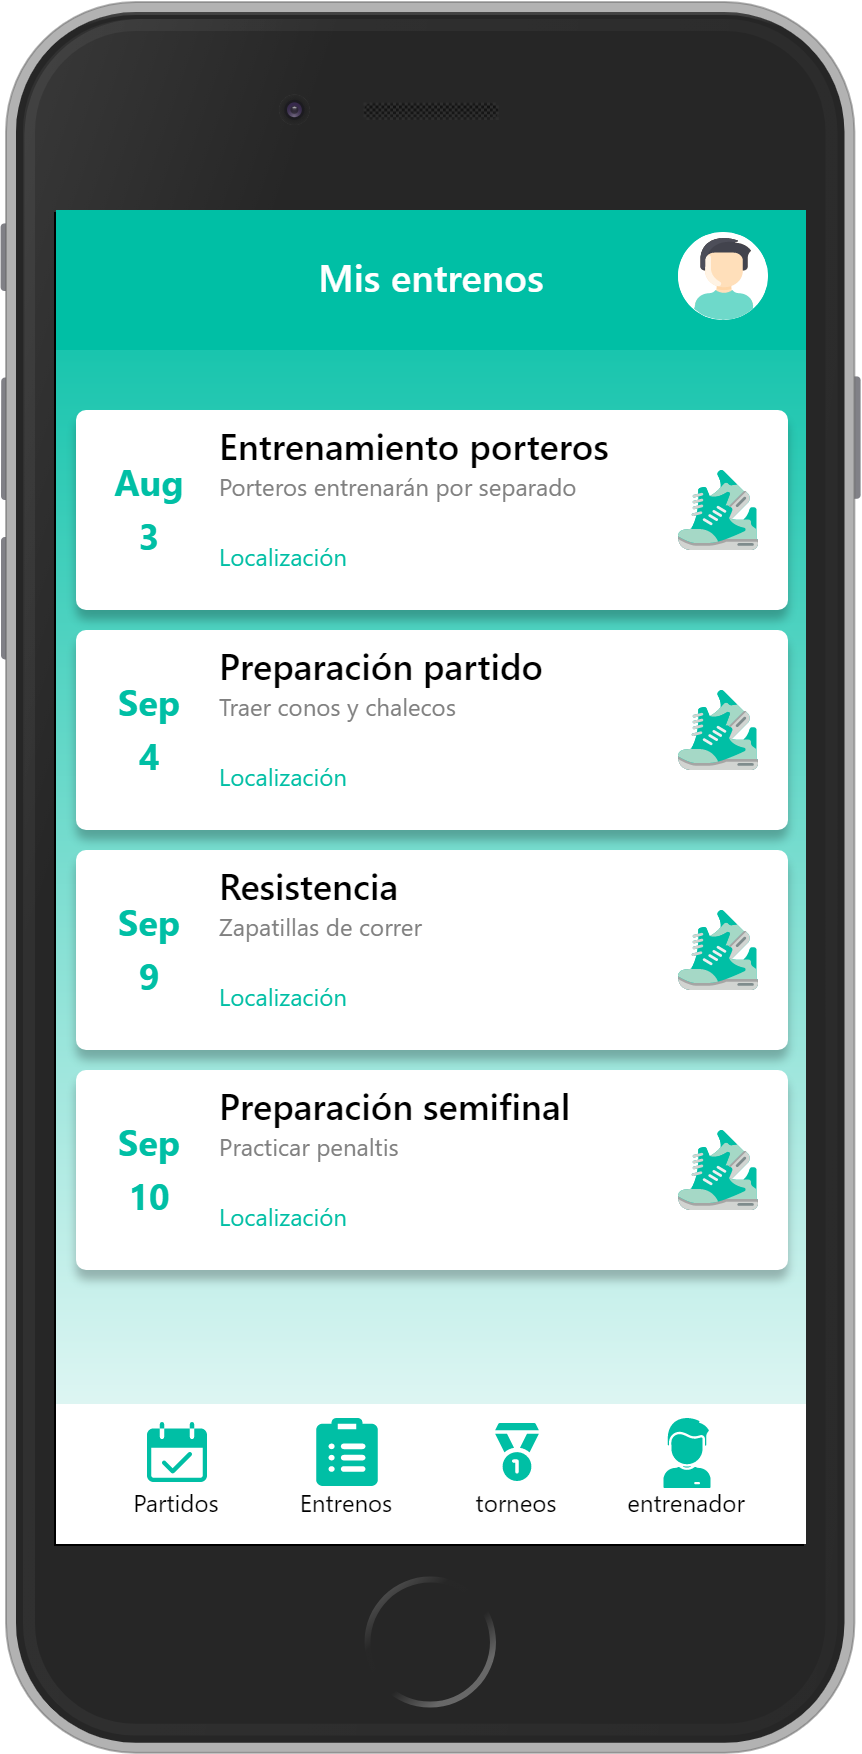 Mis entrenos
Aug
3
Entrenamiento porteros
Porteros entrenarán por separado
Localización
Sep
4
Preparación partido
Traer conos y chalecos
Localización
Sep
9
Resistencia
Zapatillas de correr
Localización
Sep
10
Preparación semifinal
Practicar penaltis
Localización
1
Partidos
Entrenos
torneos
entrenador